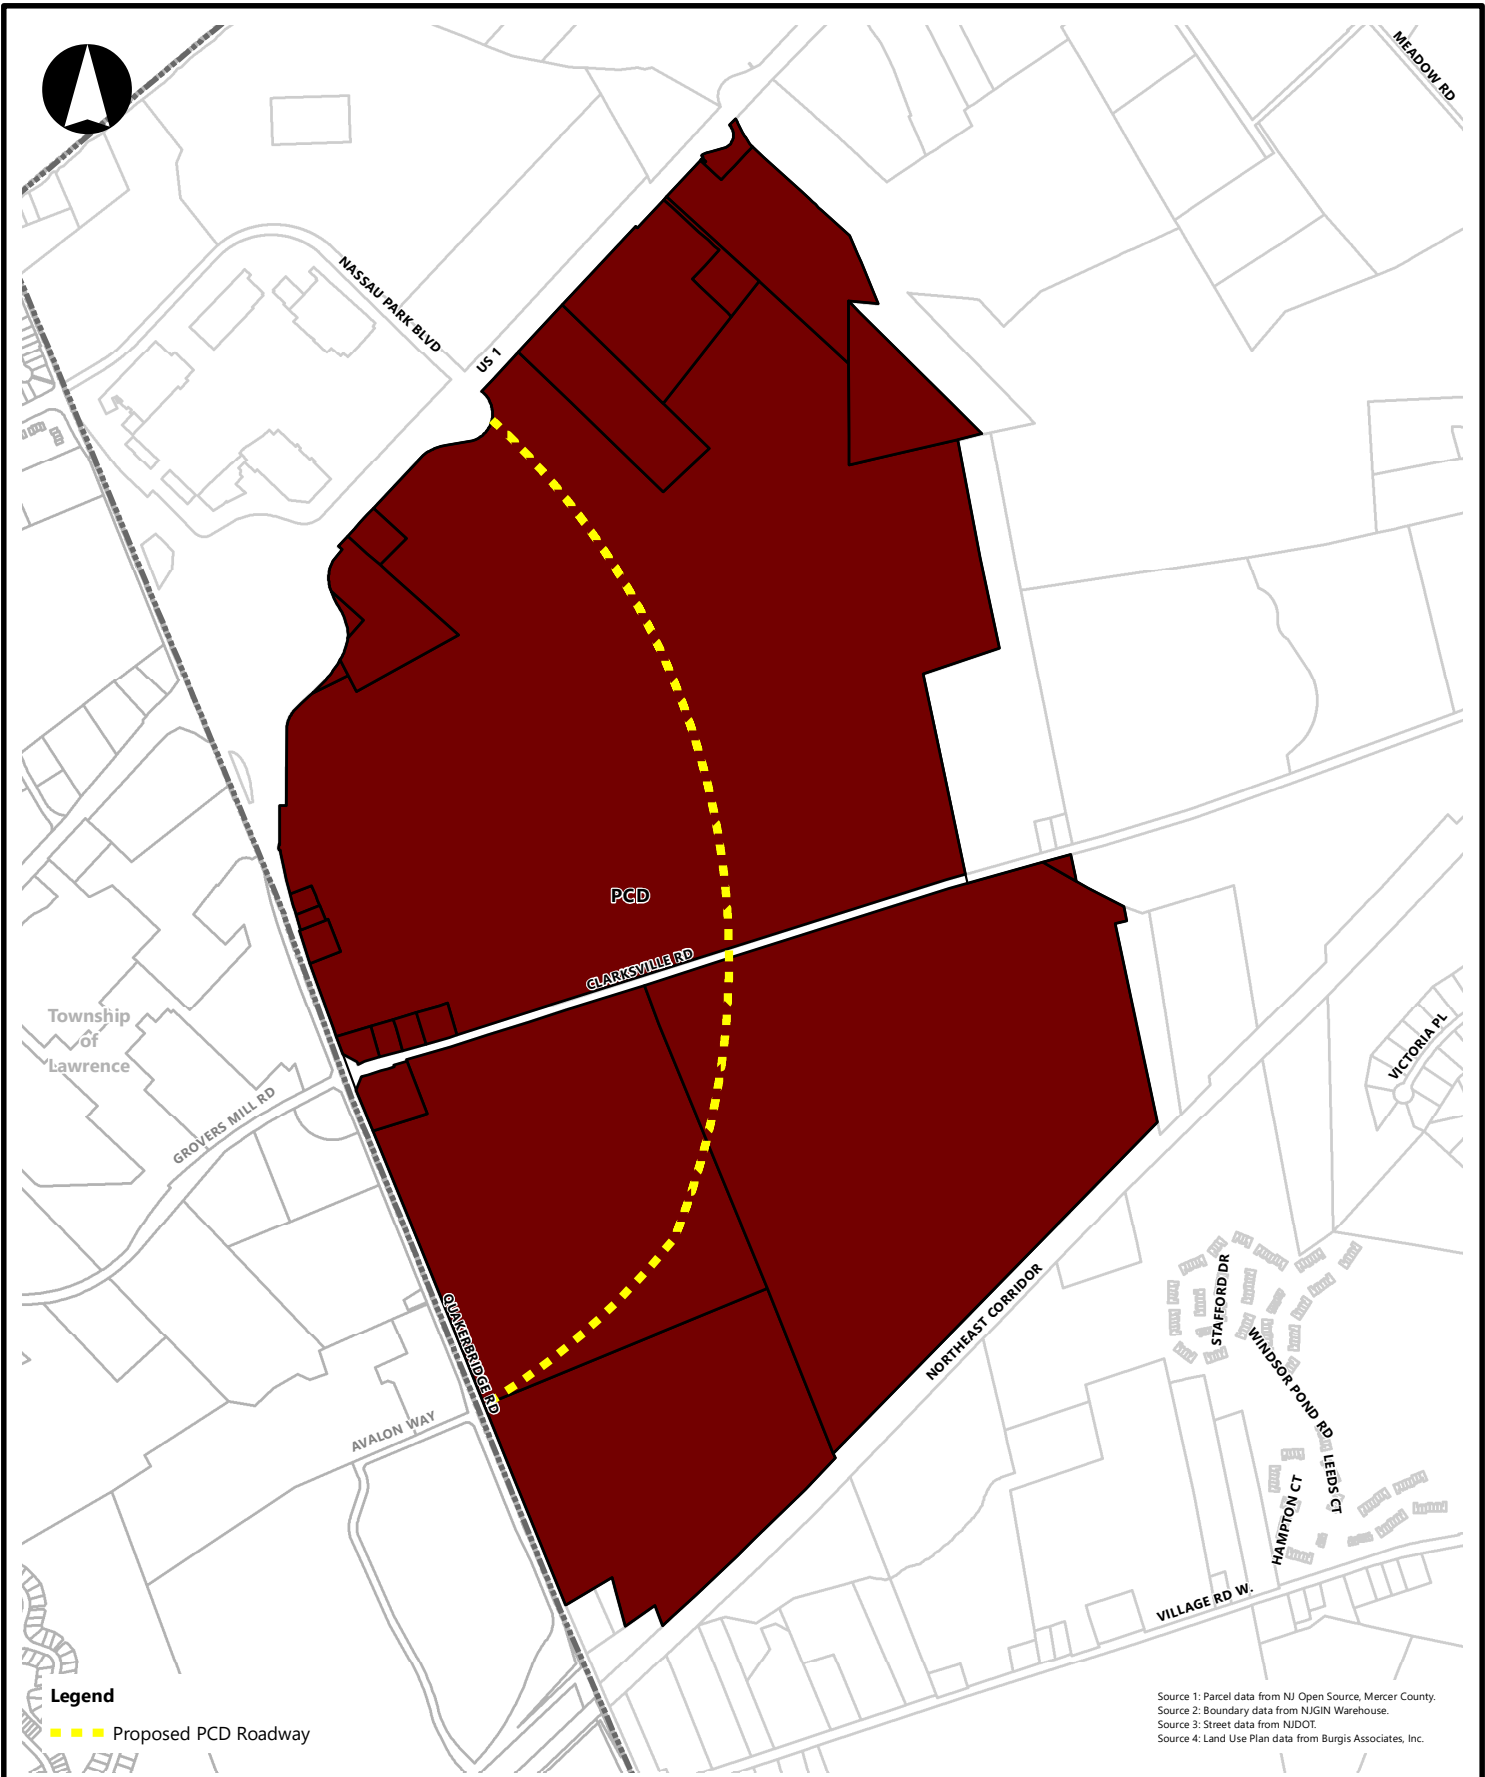 MEADOW RD
NASSAU PARK BLVD
US 1
PCD
CLARKSVILLE RD
Township
of
Lawrence
GROVERS MILL RD
VICTORIA PL
QUAKERBRIDGE RD
NORTHEAST CORRIDOR
STAFFORD DR
WINDSOR POND RD
AVALON WAY
LEEDS CT
HAMPTON CT
VILLAGE RD W.
Legend
Proposed PCD Roadway
Source 1: Parcel data from NJ Open Source, Mercer County.
Source 2: Boundary data from NJGIN Warehouse.
Source 3: Street data from NJDOT.
Source 4: Land Use Plan data from Burgis Associates, Inc.